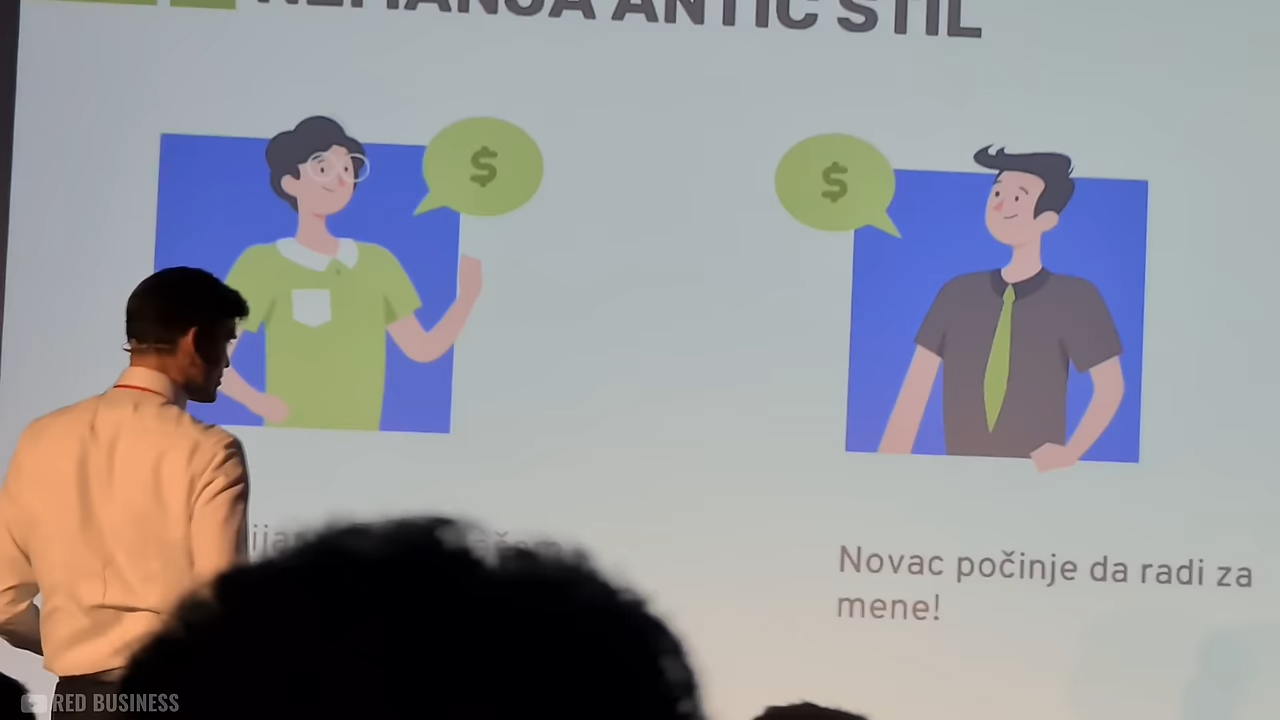 NEMANJA ANTIĆ STIL
$
$
Novac počinje da radi za
mene!
RED BUSINESS